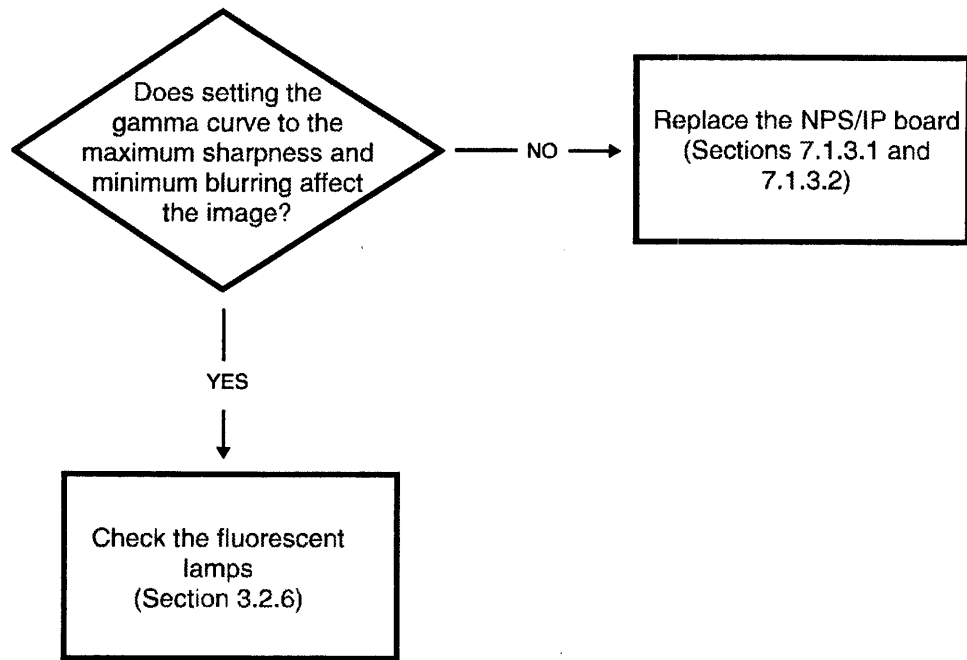 Does setting the
gamma curve to the
maximum sharpness and
minimum blurring affect
the image?
NO
Replace the NPS/IP board
(Sections 7.1.3.1 and
7.1.3.2)
YES
Check the fluorescent
lamps
(Section 3.2.6)